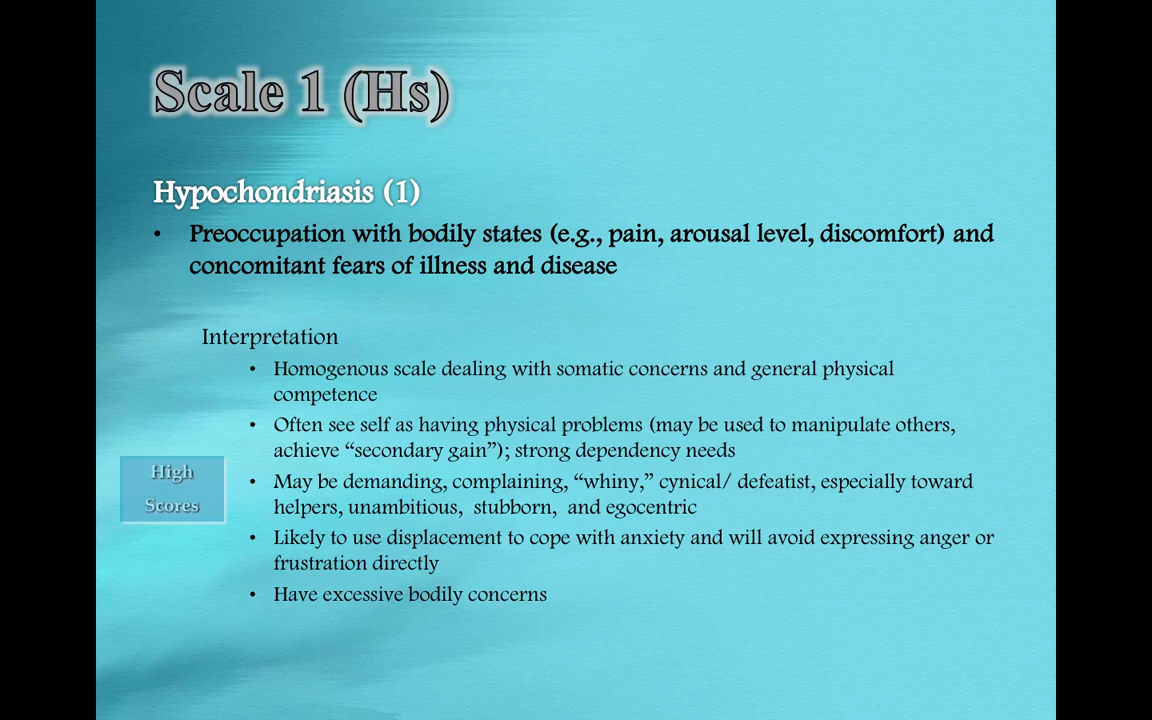 Scale 1 (Hs)
Hypochondriasis (1)
• Preoccupation with bodily states (e.g., pain, arousal level, discomfort) and
concomitant fears of illness and disease
Interpretation
• Homogenous scale dealing with somatic concerns and general physical
competence
• Often see self as having physical problems (may be used to manipulate others,
achieve “secondary gain”); strong dependency needs
High
Scores
• May be demanding, complaining, “whiny,” cynical/ defeatist, especially toward
helpers, unambitious, stubborn, and egocentric
• Likely to use displacement to cope with anxiety and will avoid expressing anger or
frustration directly
• Have excessive bodily concerns